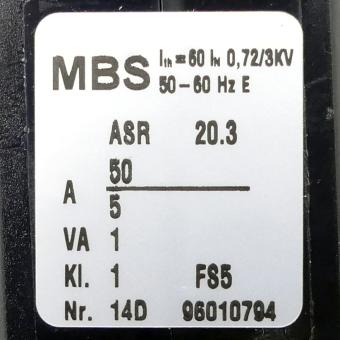 MBS Ith=60 IN 0,72/3KV
50-60 Hz E
ASR 20.3
A 50/5
VA 1
Kl. 1 FS5
Nr. 14D 96010794